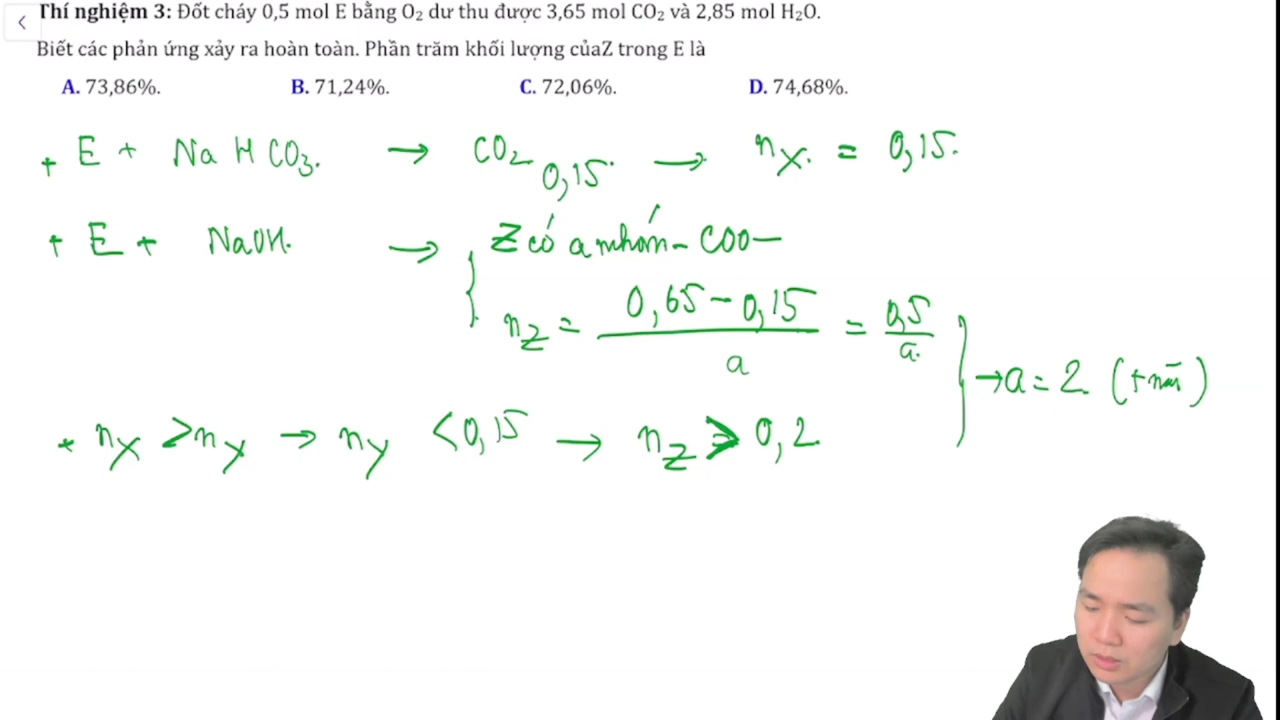 Thí nghiệm 3: Đốt cháy 0,5 mol E bằng O₂ dư thu được 3,65 mol CO₂ và 2,85 mol H₂O.
Biết các phản ứng xảy ra hoàn toàn. Phần trăm khối lượng củaZ trong E là
A. 73,86%. B. 71,24%. C. 72,06%. D. 74,68%.
+ E + NaHCO₃. → CO₂ 0,15 → nX. = 0,15.
+ E + NaOH. → Z có a nhóm - COO -
nZ = (0,65 - 0,15)/a = 0,5/a. → a = 2 (t mãn)
+ nX > nY → nY < 0,15 → nZ > 0,2.